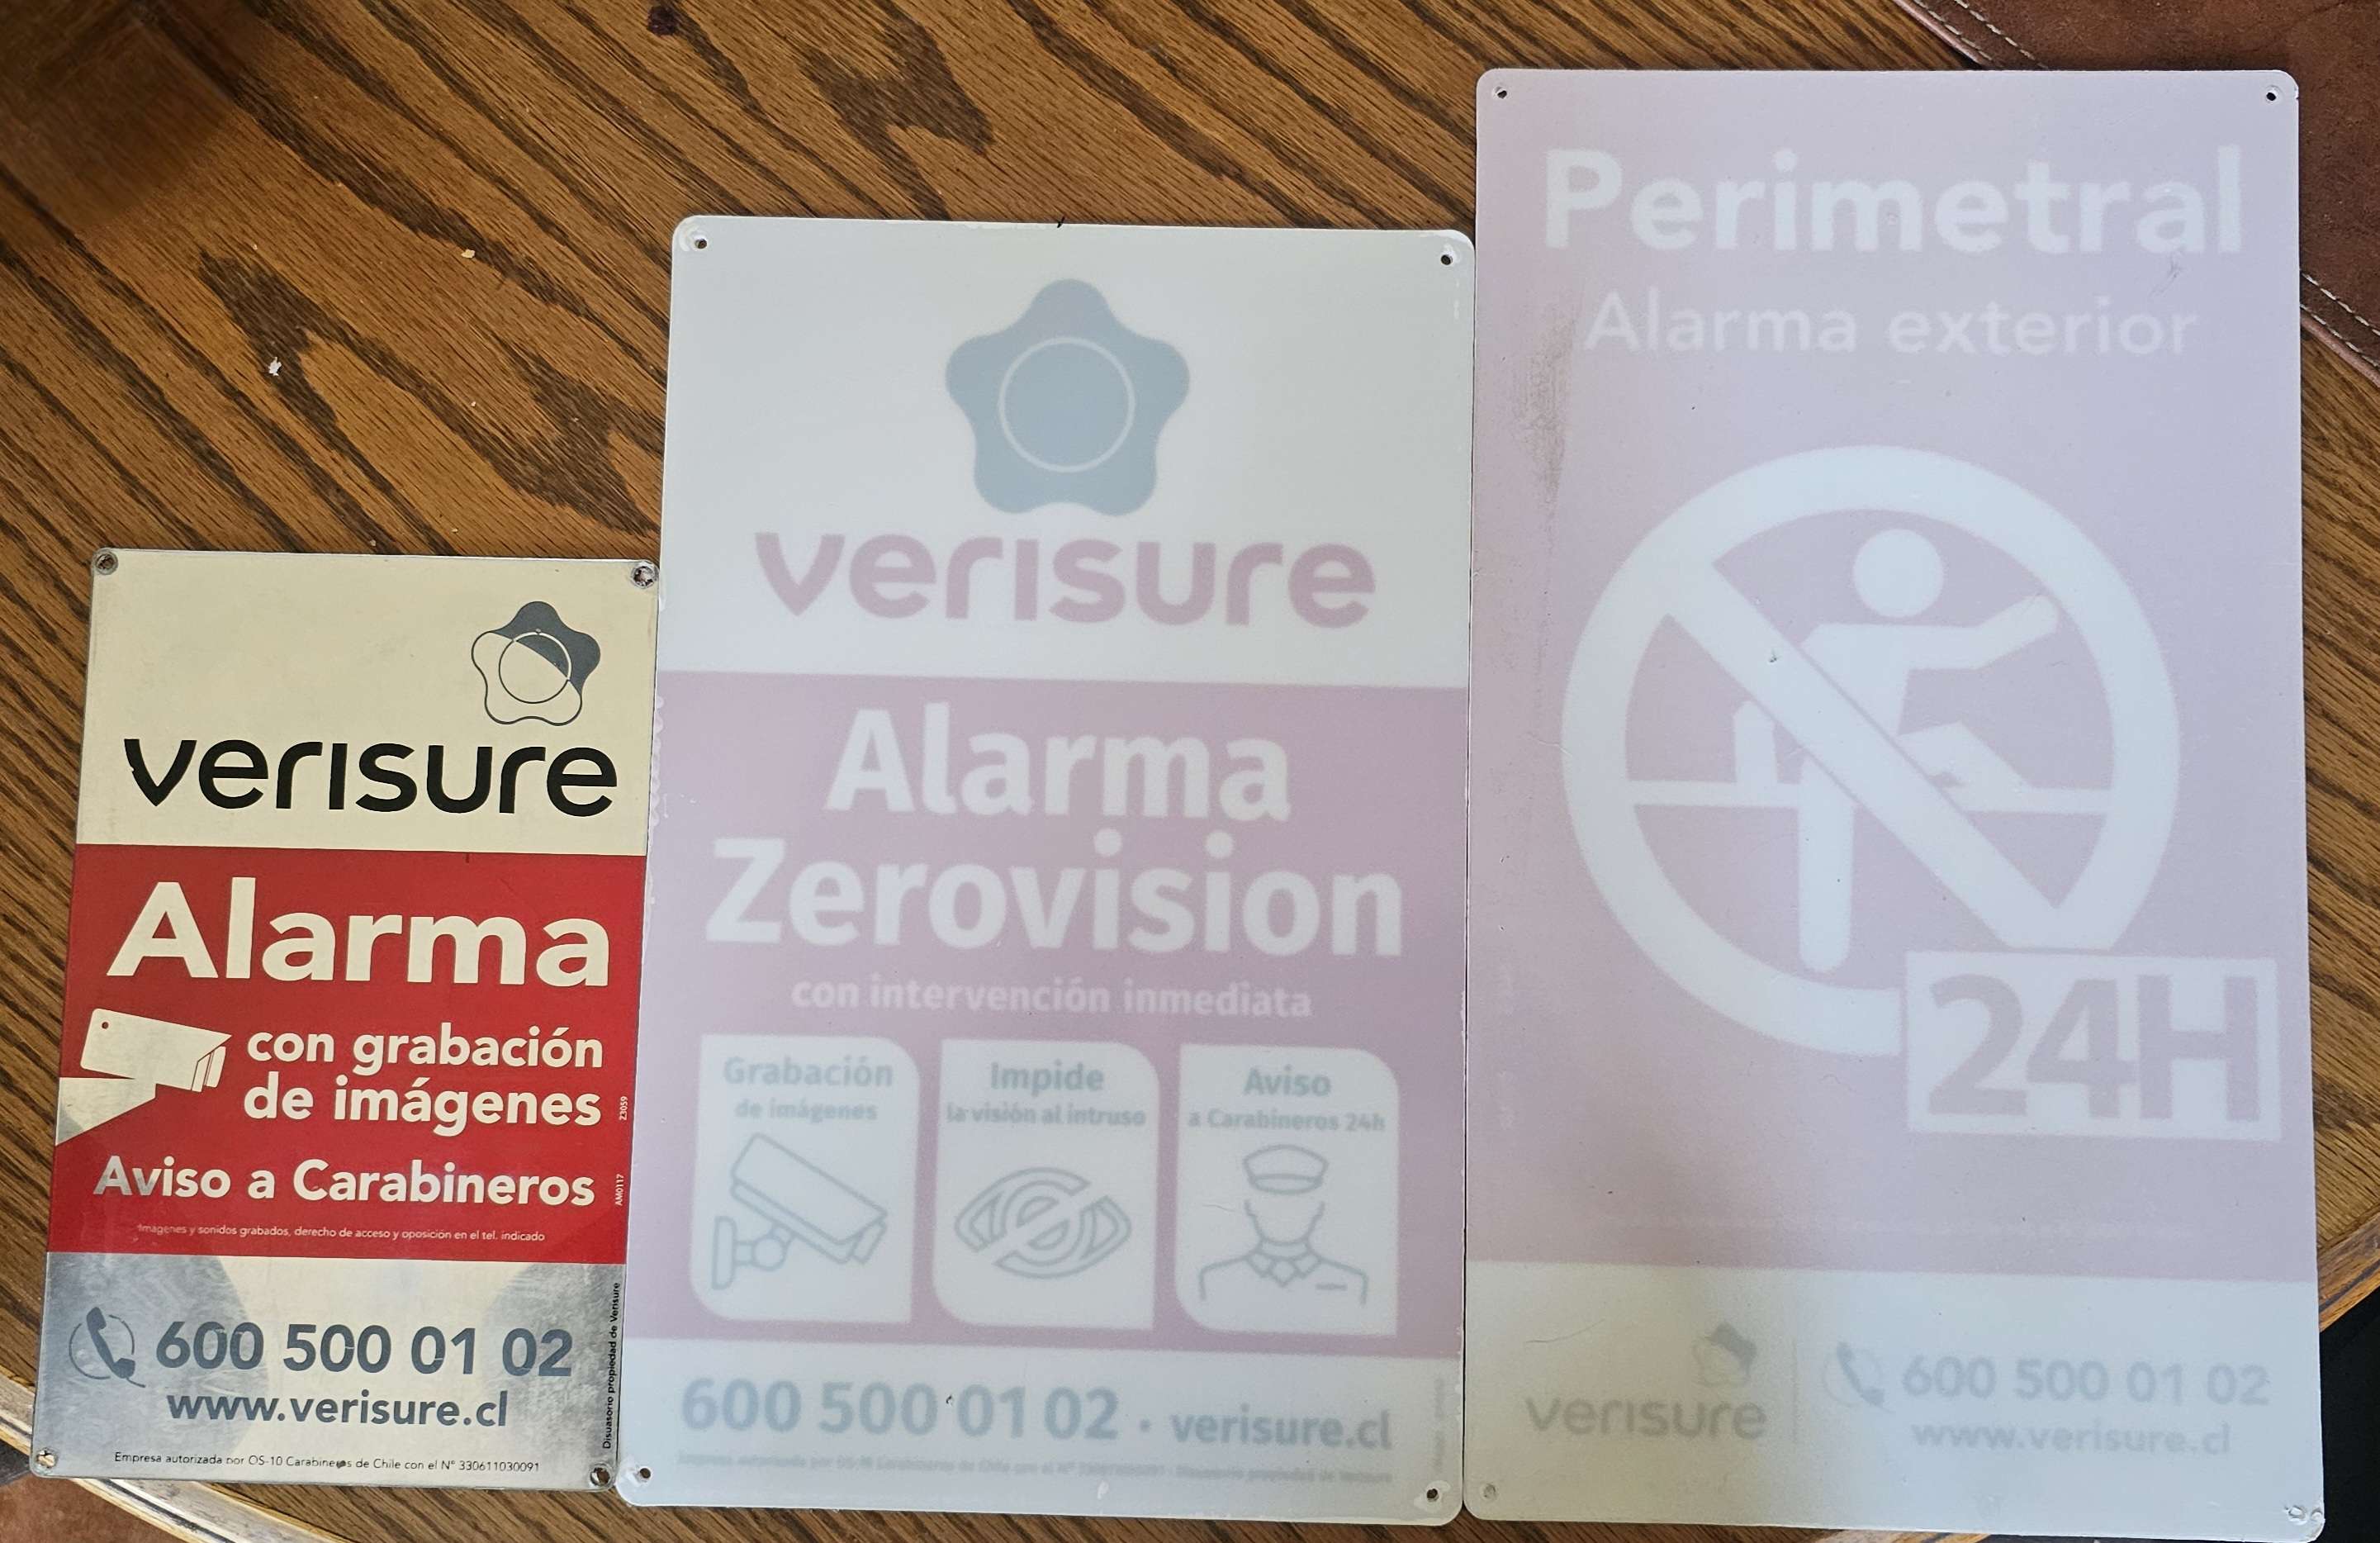 verisure
Alarma
con grabación
de imágenes
Aviso a Carabineros
Imágenes y sonidos grabados, derecho de acceso y oposición en el tel. indicado
Z3059
AM0117
600 500 01 02
www.verisure.cl
Disuasorio propiedad de Verisure
Empresa autorizada por OS-10 Carabineros de Chile con el N° 330611030091
verisure
Alarma
Zerovision
con intervención inmediata
Grabación
de imágenes
Impide
la visión al intruso
Aviso
a Carabineros 24h
600 500 01 02 · verisure.cl
Perimetral
Alarma exterior
24H
verisure
600 500 01 02
www.verisure.cl